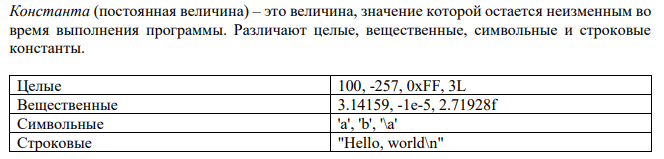 Константа (постоянная величина) – это величина, значение которой остается неизменным во
время выполнения программы. Различают целые, вещественные, символьные и строковые
константы.
Целые 100, -257, 0xFF, 3L
Вещественные 3.14159, -1e-5, 2.71928f
Символьные 'a', 'b', '\a'
Строковые "Hello, world\n"